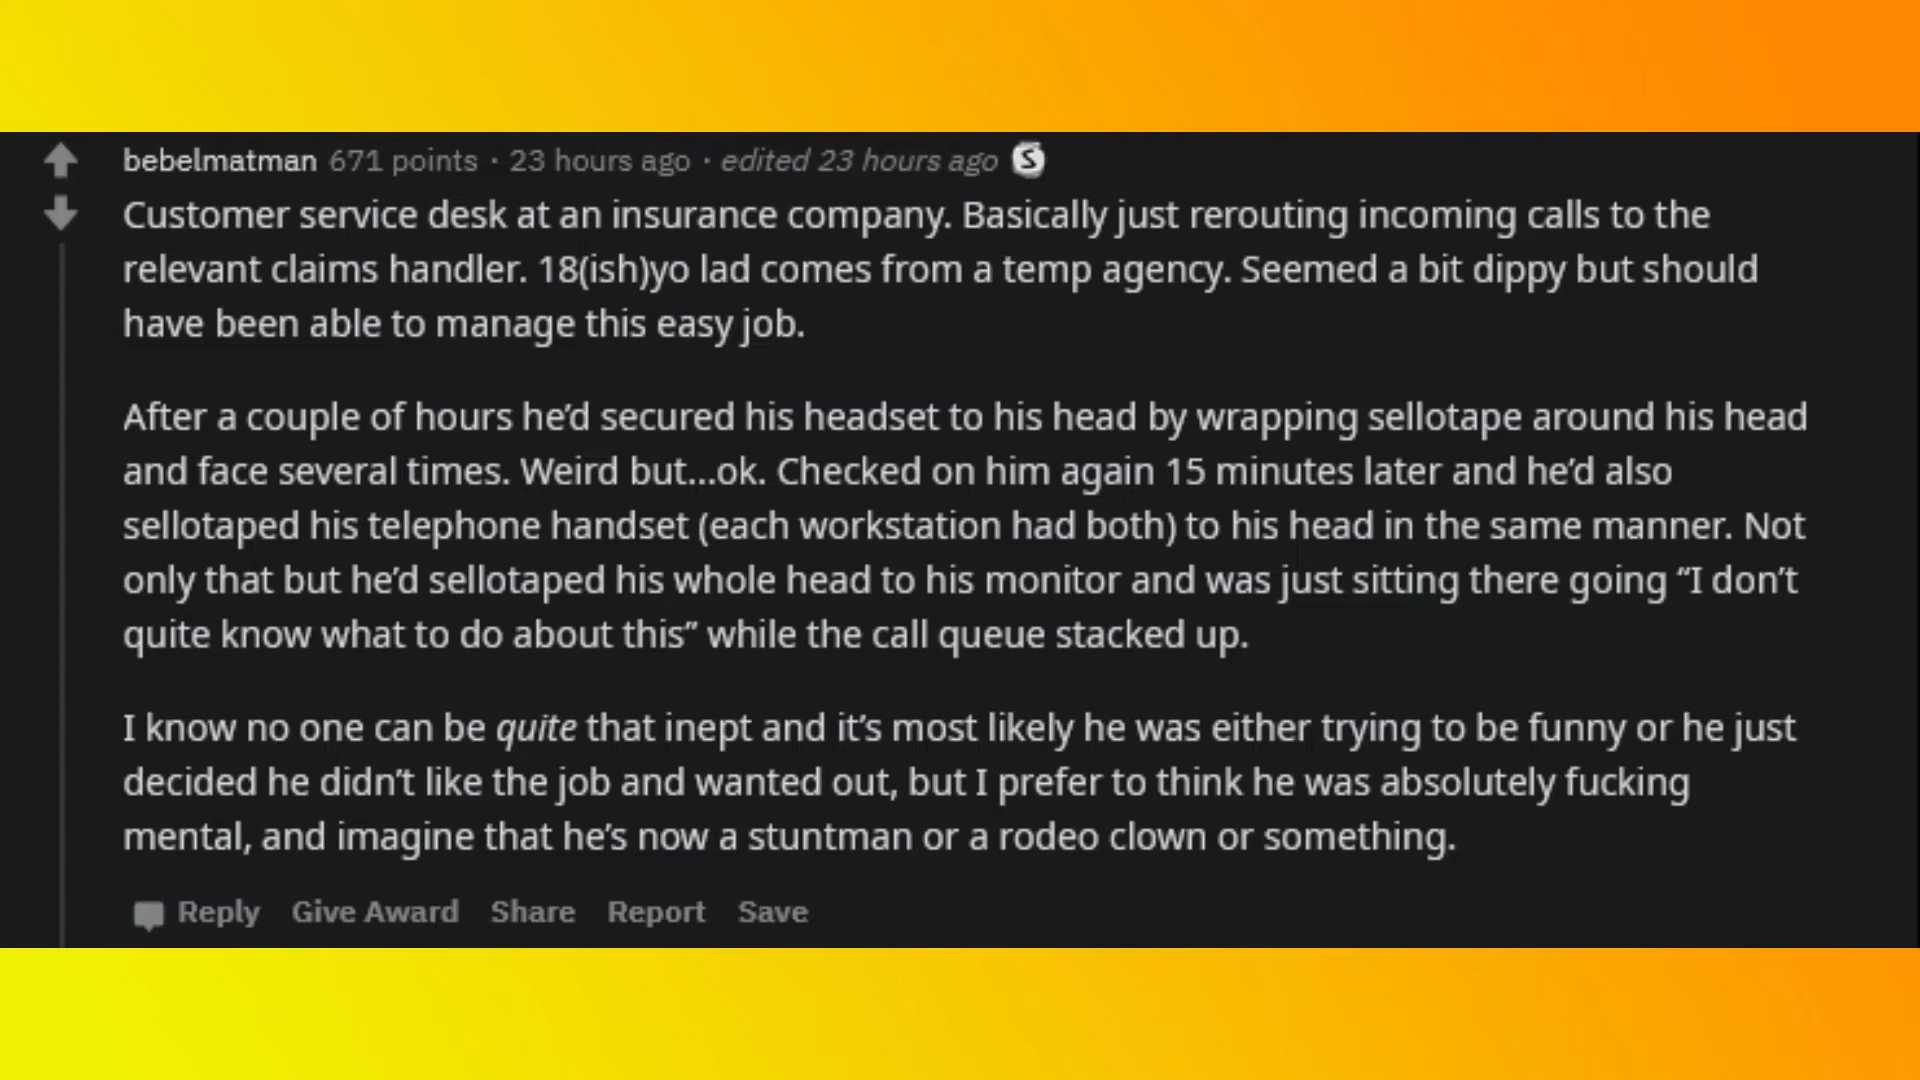 bebelmatman 671 points · 23 hours ago · edited 23 hours ago S
Customer service desk at an insurance company. Basically just rerouting incoming calls to the
relevant claims handler. 18(ish)yo lad comes from a temp agency. Seemed a bit dippy but should
have been able to manage this easy job.
After a couple of hours he’d secured his headset to his head by wrapping sellotape around his head
and face several times. Weird but...ok. Checked on him again 15 minutes later and he’d also
sellotaped his telephone handset (each workstation had both) to his head in the same manner. Not
only that but he’d sellotaped his whole head to his monitor and was just sitting there going “I don’t
quite know what to do about this” while the call queue stacked up.
I know no one can be quite that inept and it’s most likely he was either trying to be funny or he just
decided he didn’t like the job and wanted out, but I prefer to think he was absolutely fucking
mental, and imagine that he’s now a stuntman or a rodeo clown or something.
Reply Give Award Share Report Save